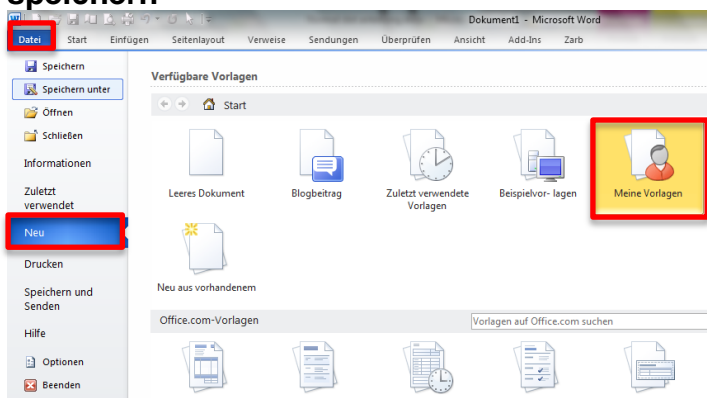 speichern
Dokument1 - Microsoft Word
Datei Start Einfügen Seitenlayout Verweise Sendungen Überprüfen Ansicht Add-Ins Zarb
Speichern
Speichern unter
Öffnen
Schließen
Informationen
Zuletzt
verwendet
Neu
Drucken
Speichern und
Senden
Hilfe
Optionen
Beenden
Verfügbare Vorlagen
Start
Leeres Dokument
Blogbeitrag
Zuletzt verwendete
Vorlagen
Beispielvor- lagen
Meine Vorlagen
Neu aus vorhandenem
Office.com-Vorlagen
Vorlagen auf Office.com suchen